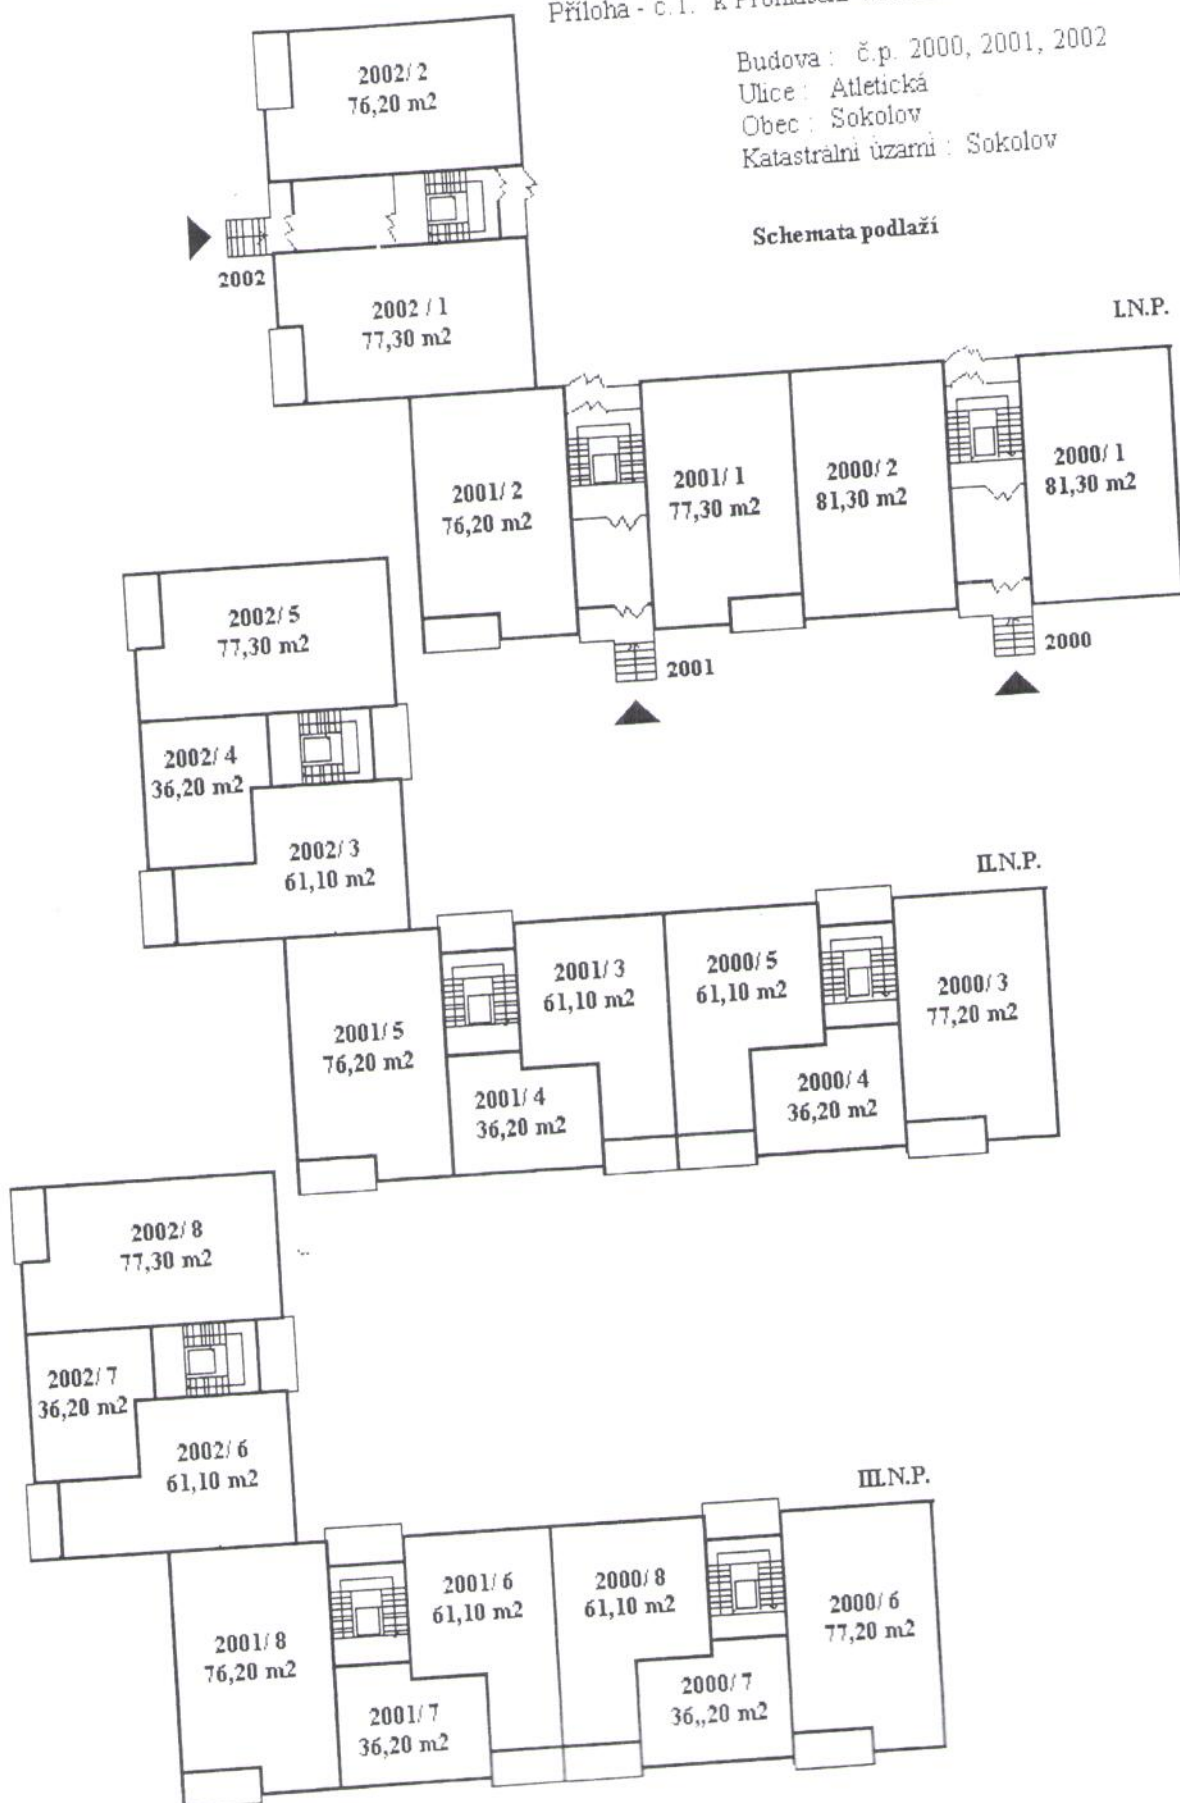 Příloha - č.1. k
Budova : č.p. 2000, 2001, 2002
Ulice : Atletická
Obec : Sokolov
Katastrální územi : Sokolov
Schemata podlaží
I.N.P.
2002/ 2
76,20 m2
2002
2002 / 1
77,30 m2
2001/ 2
76,20 m2
2001/ 1
77,30 m2
2000/ 2
81,30 m2
2000/ 1
81,30 m2
2001
2000
II.N.P.
2002/ 5
77,30 m2
2002/ 4
36,20 m2
2002/ 3
61,10 m2
2001/ 5
76,20 m2
2001/ 3
61,10 m2
2001/ 4
36,20 m2
2000/ 5
61,10 m2
2000/ 4
36,20 m2
2000/ 3
77,20 m2
III.N.P.
2002/ 8
77,30 m2
2002/ 7
36,20 m2
2002/ 6
61,10 m2
2001/ 8
76,20 m2
2001/ 6
61,10 m2
2001/ 7
36,20 m2
2000/ 8
61,10 m2
2000/ 7
36,,20 m2
2000/ 6
77,20 m2